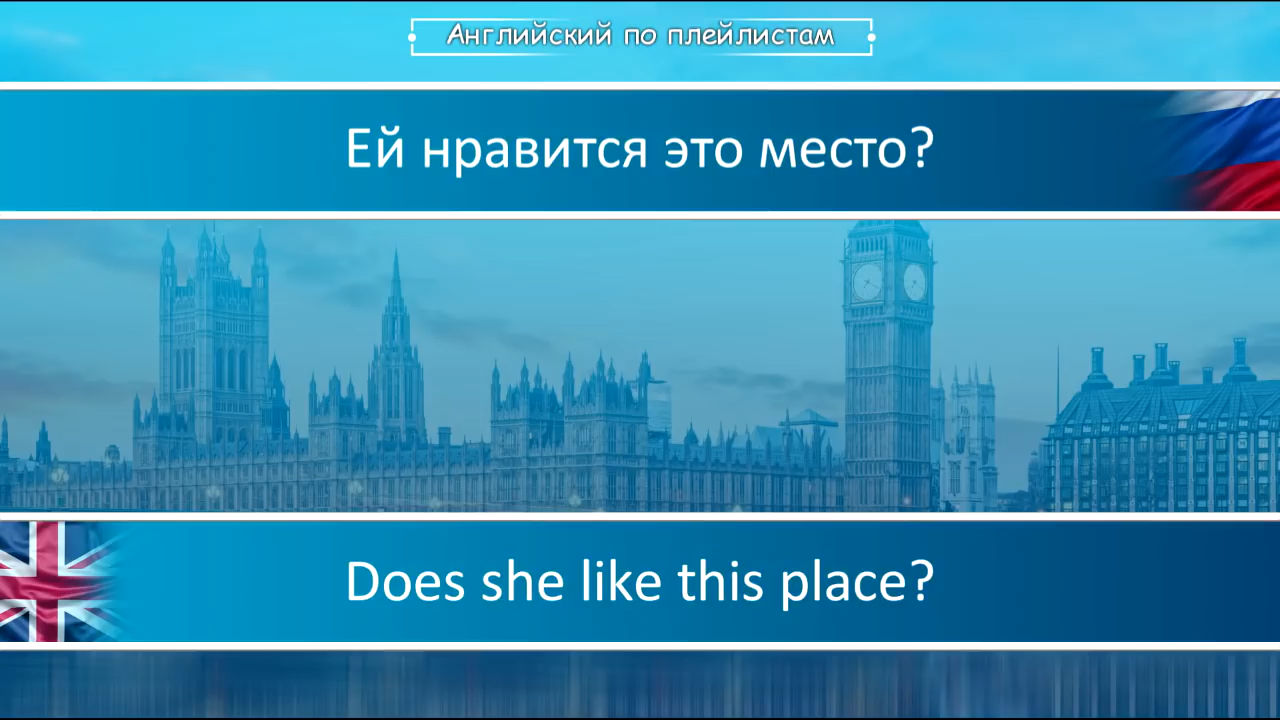 Английский по плейлистам
Ей нравится это место?
Does she like this place?